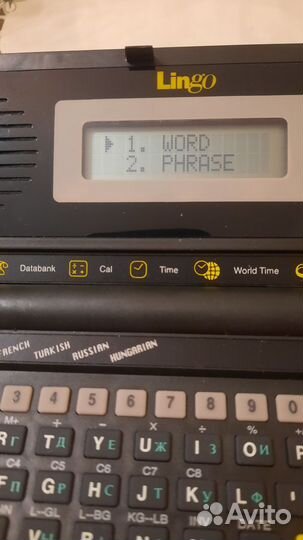 Lingo
1. WORD
2. PHRASE
Databank Cal Time World Time
TURKISH RUSSIAN HUNGARIAN
3 4 5 6 7 8 9 0
M+ − ÷ × ÷ %
R Г T Д Y Е U Ж I З O И P
C4 C5 C6 C7 C8
G Р H С J Т K У L Ф
L-GL L-BG KG--LB INV DATE
Avito